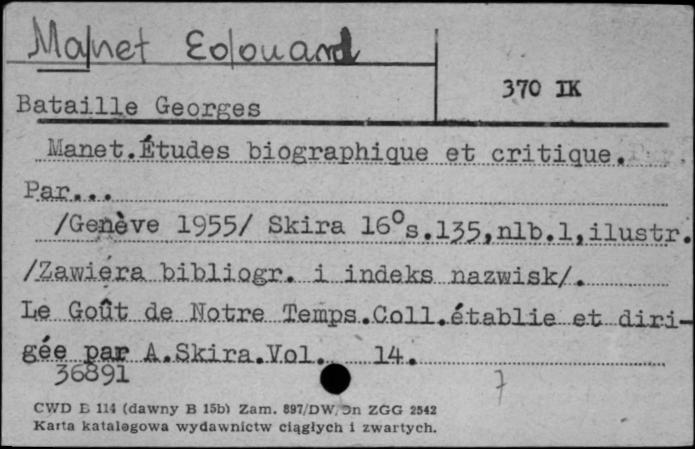 Manet Edouard
370 IK
Bataille Georges
Manet.Études biographique et critique.
Par...
/Genève 1955/ Skira 16°s.135,nlb.1,ilustr.
/Zawiera bibliogr. i indeks nazwisk/.
Le Goût de Notre Temps.Coll.établie et diri-
gée par A.Skira.Vol. 14.
36891
7
CWD B 114 (dawny B 15b) Zam. 897/DW/Dn ZGG 2542
Karta katalogowa wydawnictw ciągłych i zwartych.